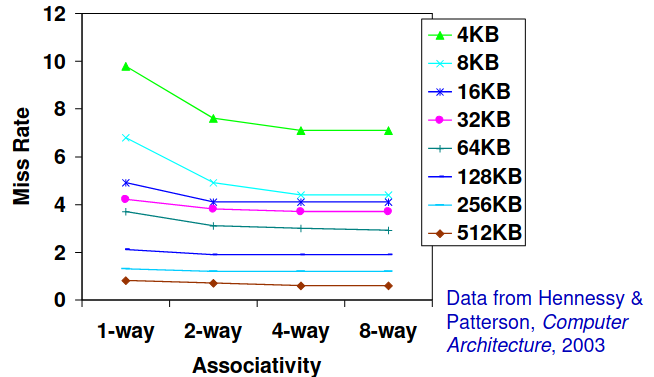 12
10
8
6
4
2
0
Miss Rate
1-way 2-way 4-way 8-way
Associativity
4KB
8KB
16KB
32KB
64KB
128KB
256KB
512KB
Data from Hennessy &
Patterson, Computer
Architecture, 2003